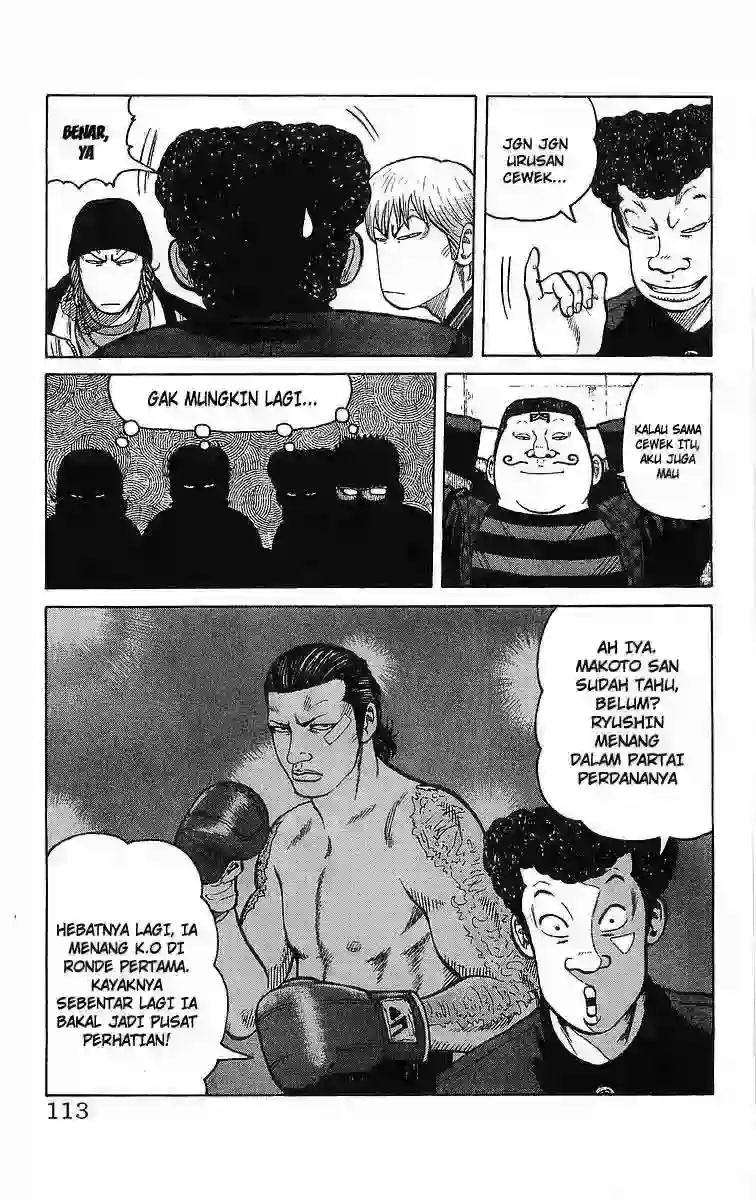 BENAR,
YA
JGN JGN
URUSAN
CEWEK...
GAK MUNGKIN LAGI...
KALAU SAMA
CEWEK ITU,
AKU JUGA
MAU
AH IYA.
MAKOTO SAN
SUDAH TAHU,
BELUM?
RYUSHIN
MENANG
DALAM PARTAI
PERDANANYA
HEBATNYA LAGI, IA
MENANG K.O DI
RONDE PERTAMA.
KAYAKNYA
SEBENTAR LAGI IA
BAKAL JADI PUSAT
PERHATIAN!
113